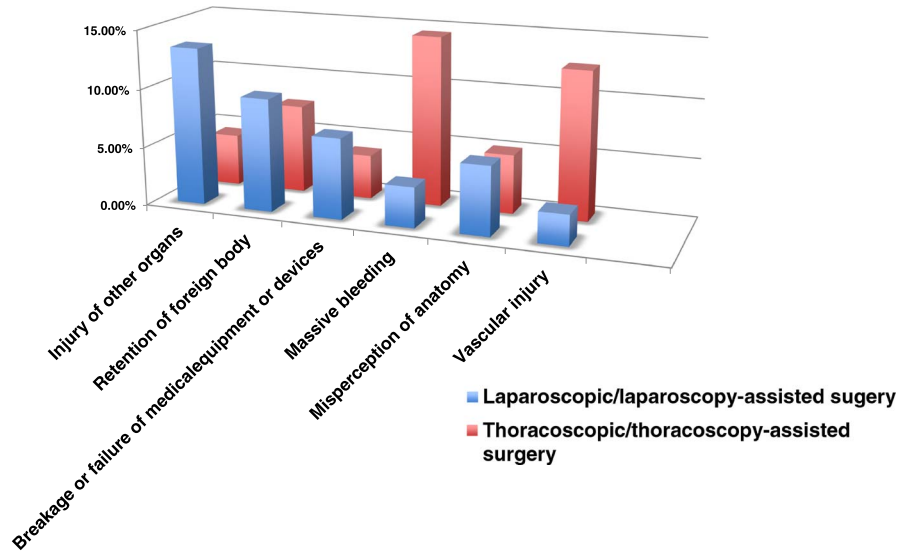 15.00%
10.00%
5.00%
0.00%
Injury of other organs
Retention of foreign body
Breakage or failure of medicalequipment or devices
Massive bleeding
Misperception of anatomy
Vascular injury
Laparoscopic/laparoscopy-assisted sugery
Thoracoscopic/thoracoscopy-assisted
surgery